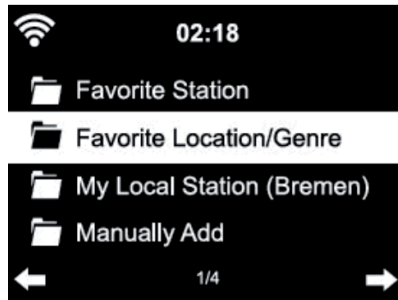 02:18
Favorite Station
Favorite Location/Genre
My Local Station (Bremen)
Manually Add
1/4